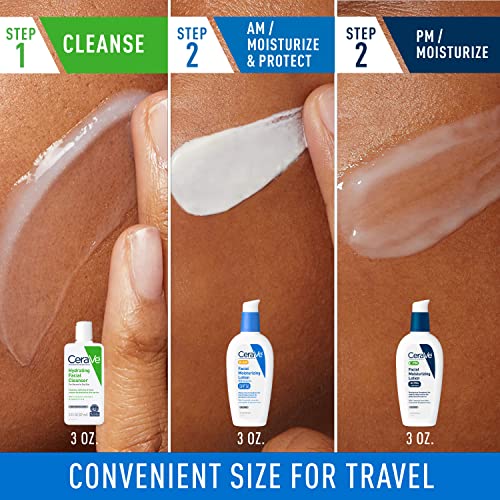 STEP 1
CLEANSE
STEP 2
AM /
MOISTURIZE
& PROTECT
STEP 2
PM /
MOISTURIZE
CeraVe
Hydrating
Facial
Cleanser
3 OZ.
CeraVe
Facial
Moisturizing
Lotion
3 OZ.
CeraVe
Facial
Moisturizing
Lotion
3 OZ.
CONVENIENT SIZE FOR TRAVEL